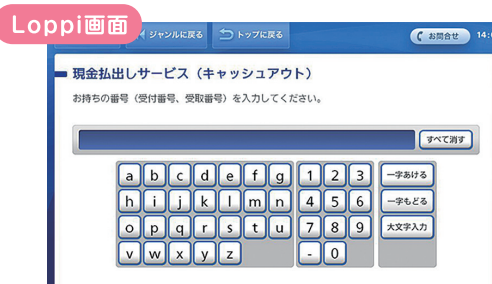 Loppi画面
ジャンルに戻る トップに戻る お問合せ 14:
現金払出しサービス（キャッシュアウト）
お持ちの番号（受付番号、受取番号）を入力してください。
すべて消す
a b c d e f g 1 2 3 一字あける
h i j k l m n 4 5 6 一字もどる
o p q r s t u 7 8 9 大文字入力
v w x y z - 0